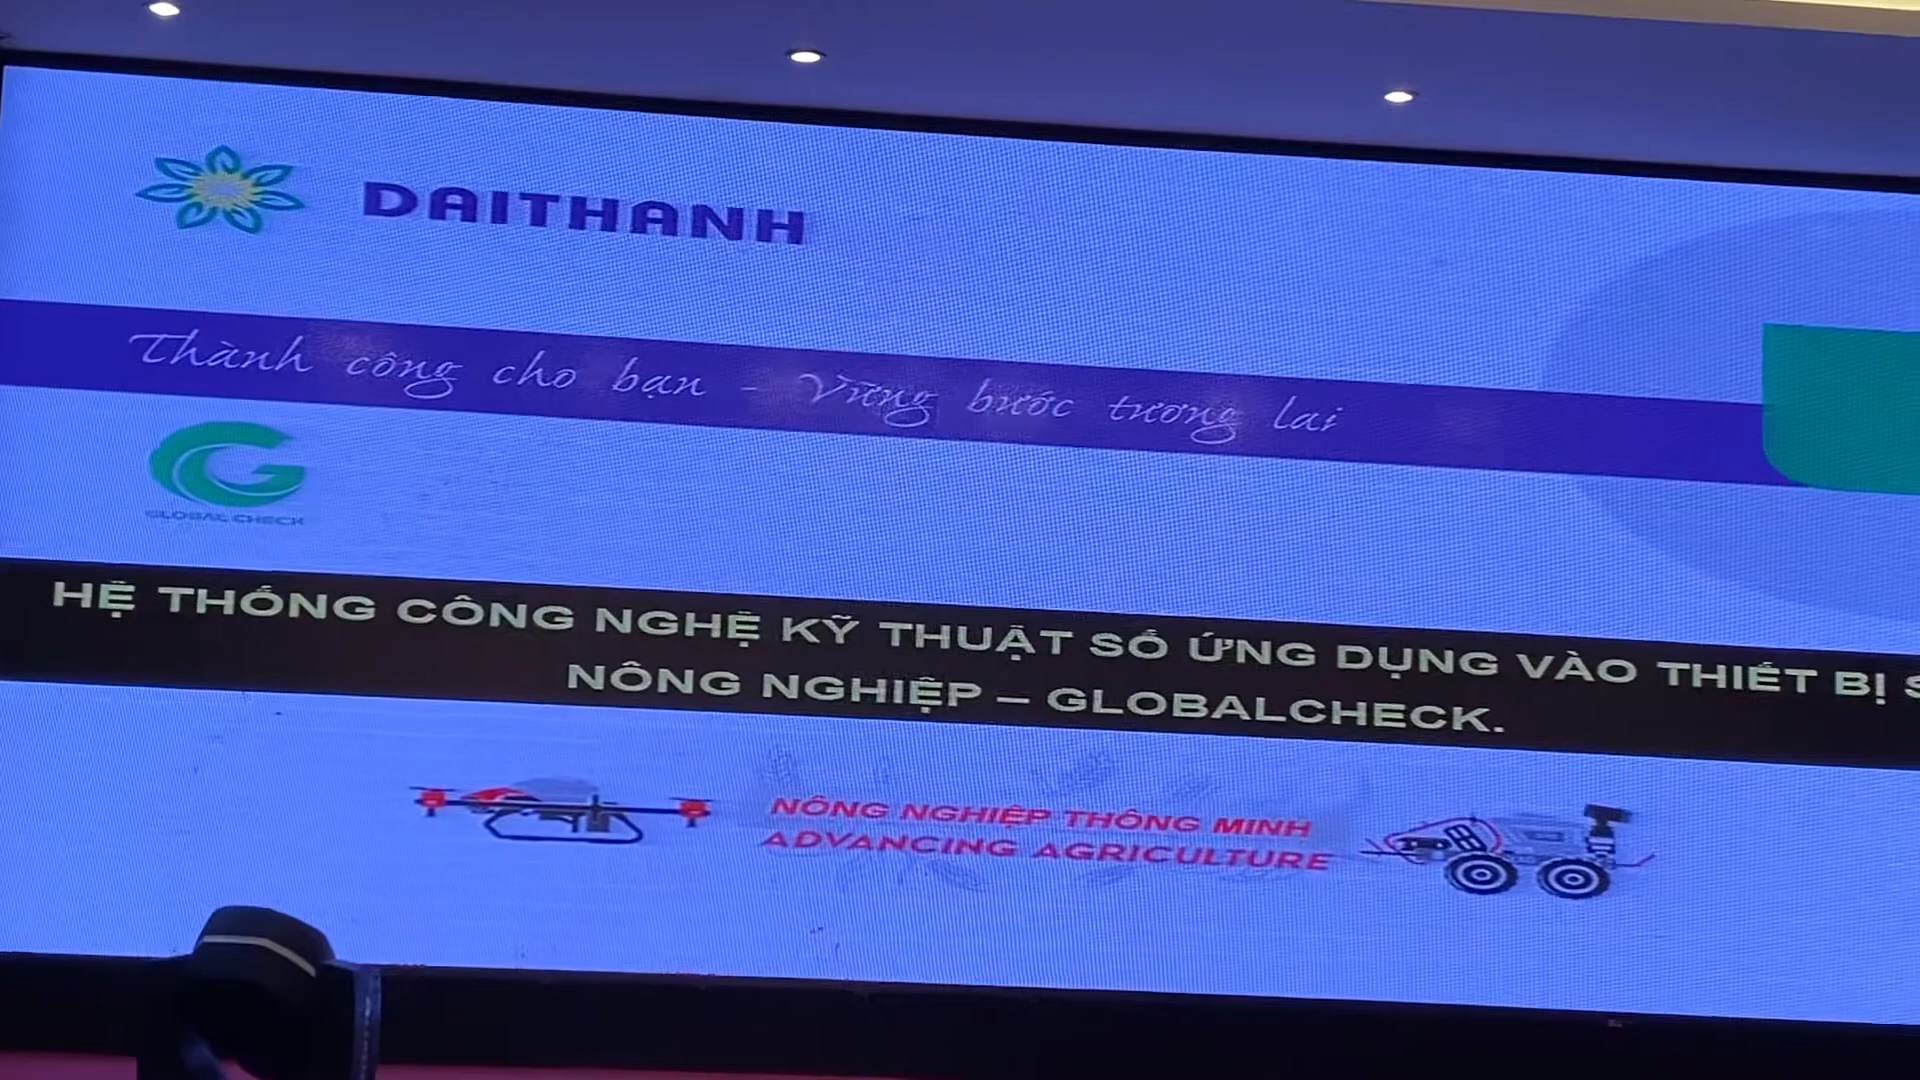 DAITHANH
Thành công cho bạn - Vững bước tương lai
GLOBAL CHECK
HỆ THỐNG CÔNG NGHỆ KỸ THUẬT SỐ ỨNG DỤNG VÀO THIẾT BỊ
NÔNG NGHIỆP – GLOBALCHECK.
NÔNG NGHIỆP THÔNG MINH
ADVANCING AGRICULTURE